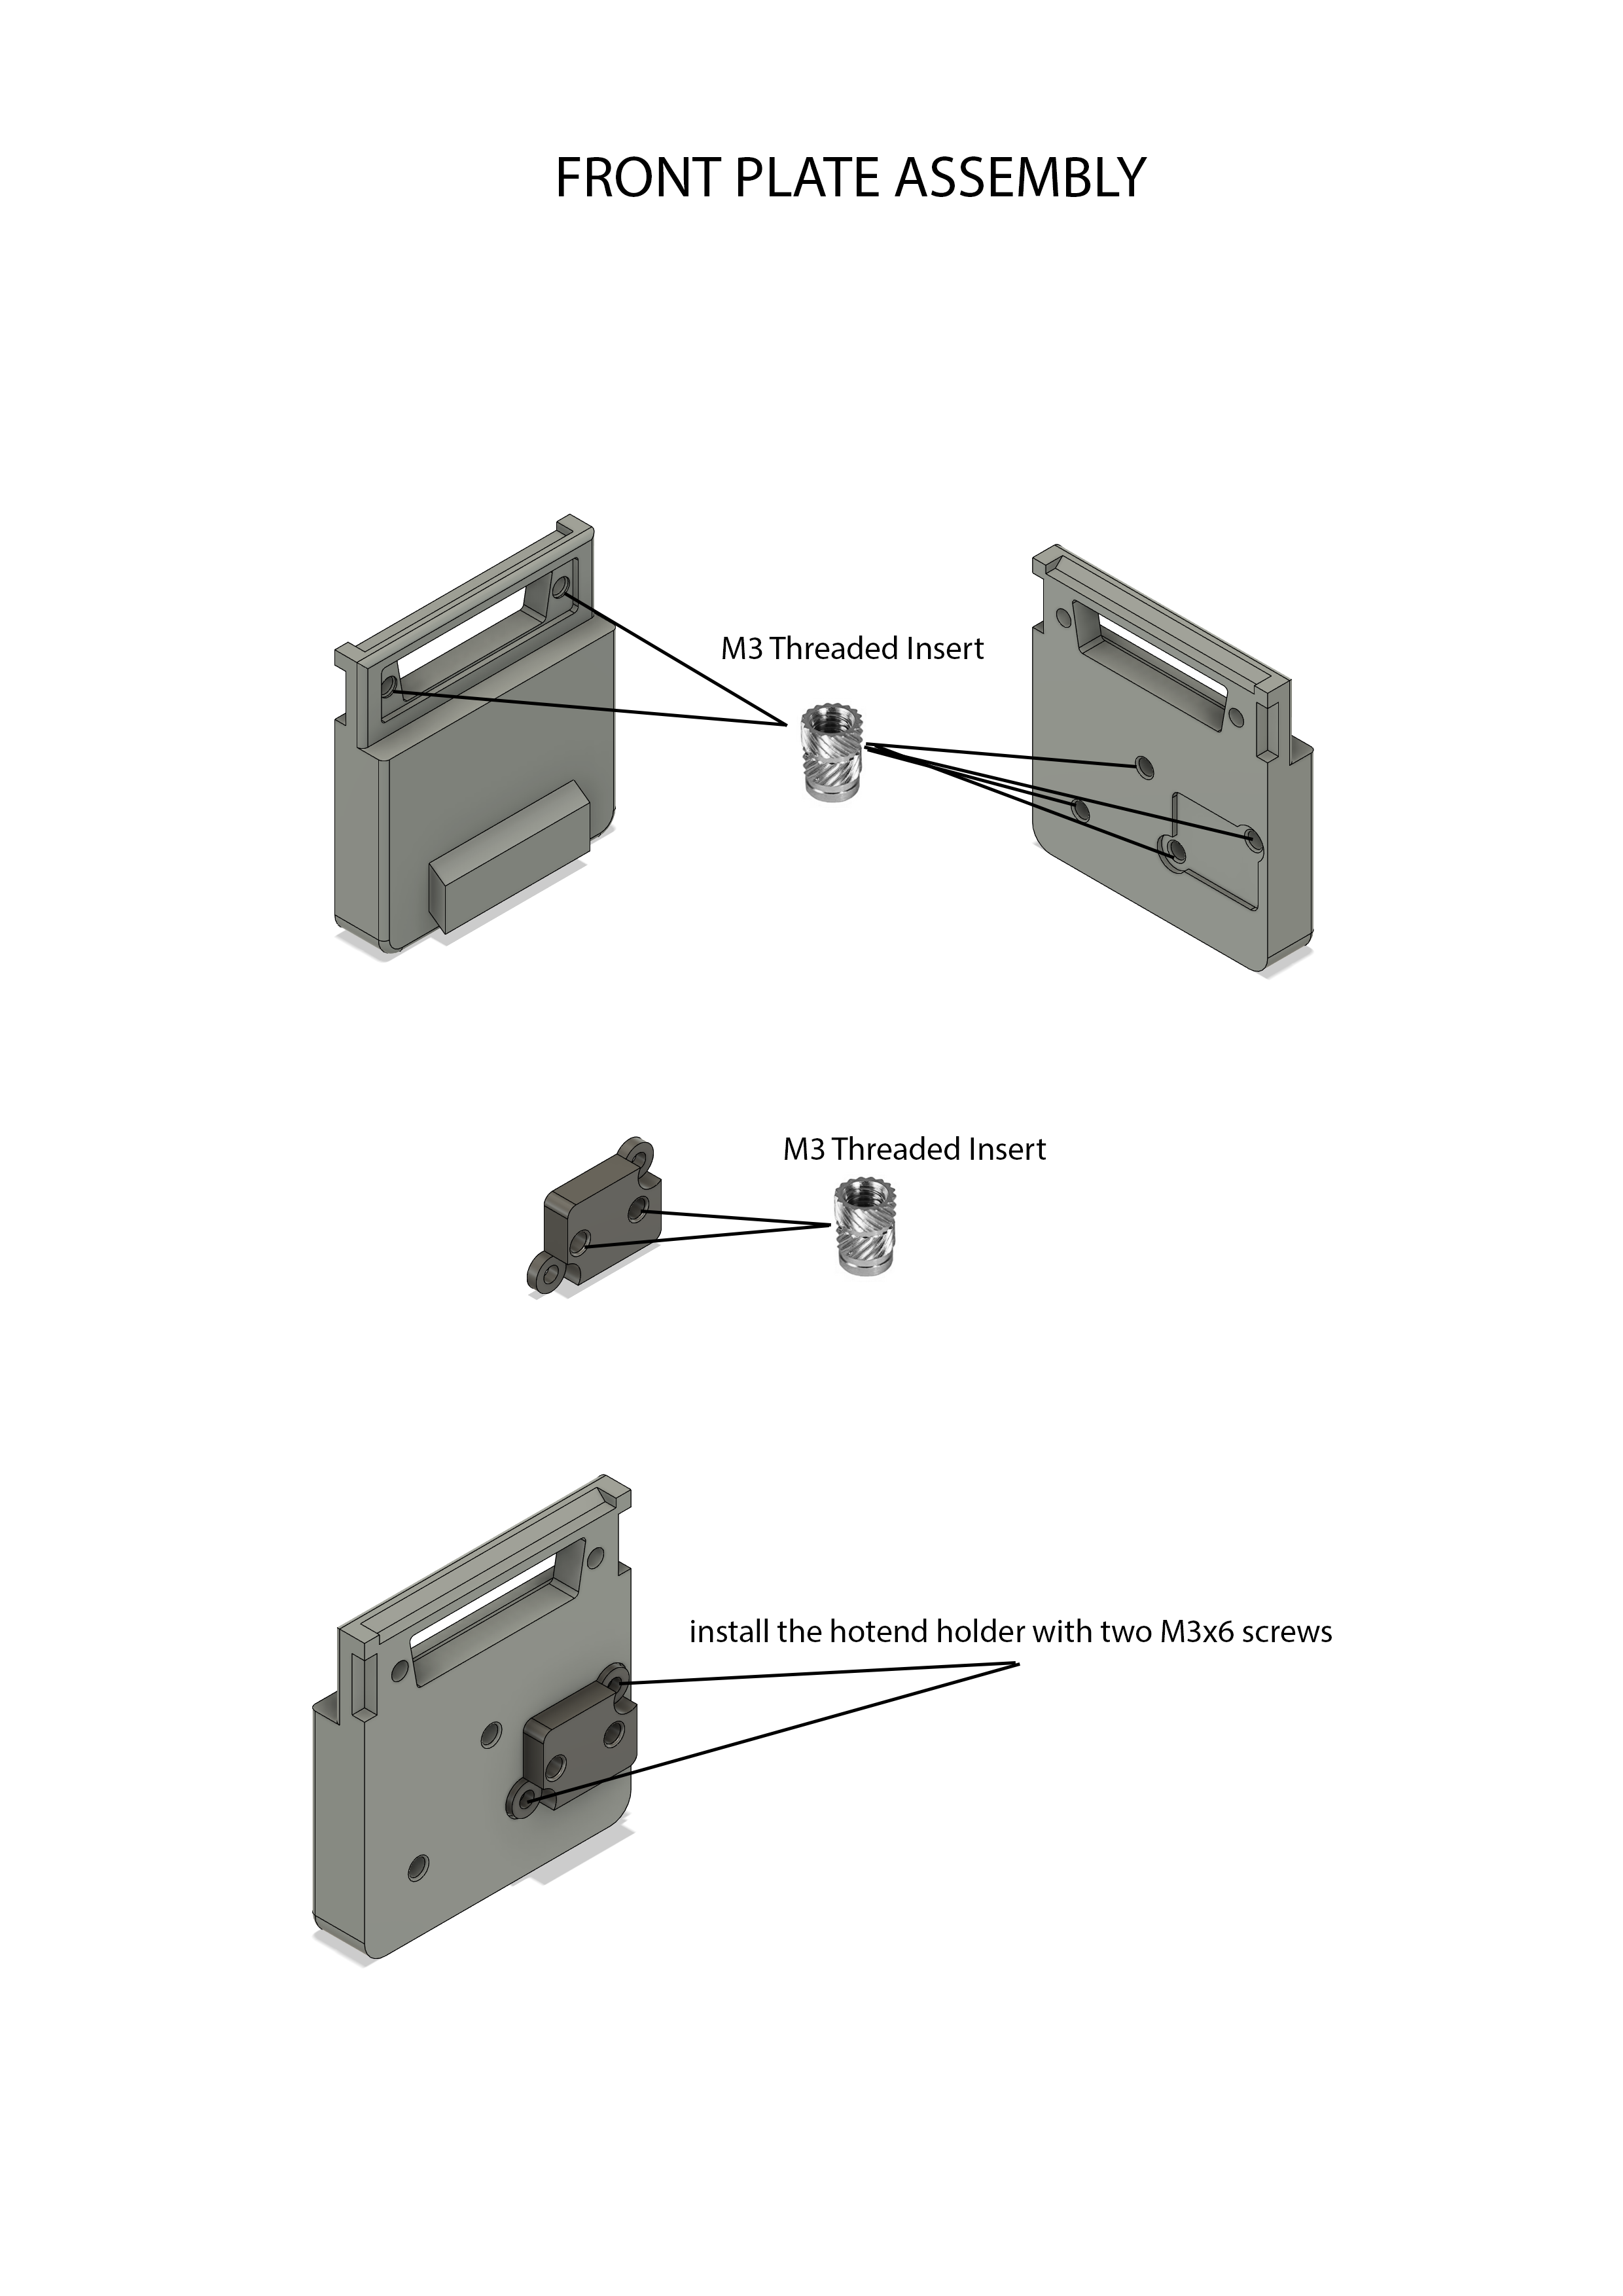 FRONT PLATE ASSEMBLY
M3 Threaded Insert
M3 Threaded Insert
install the hotend holder with two M3x6 screws